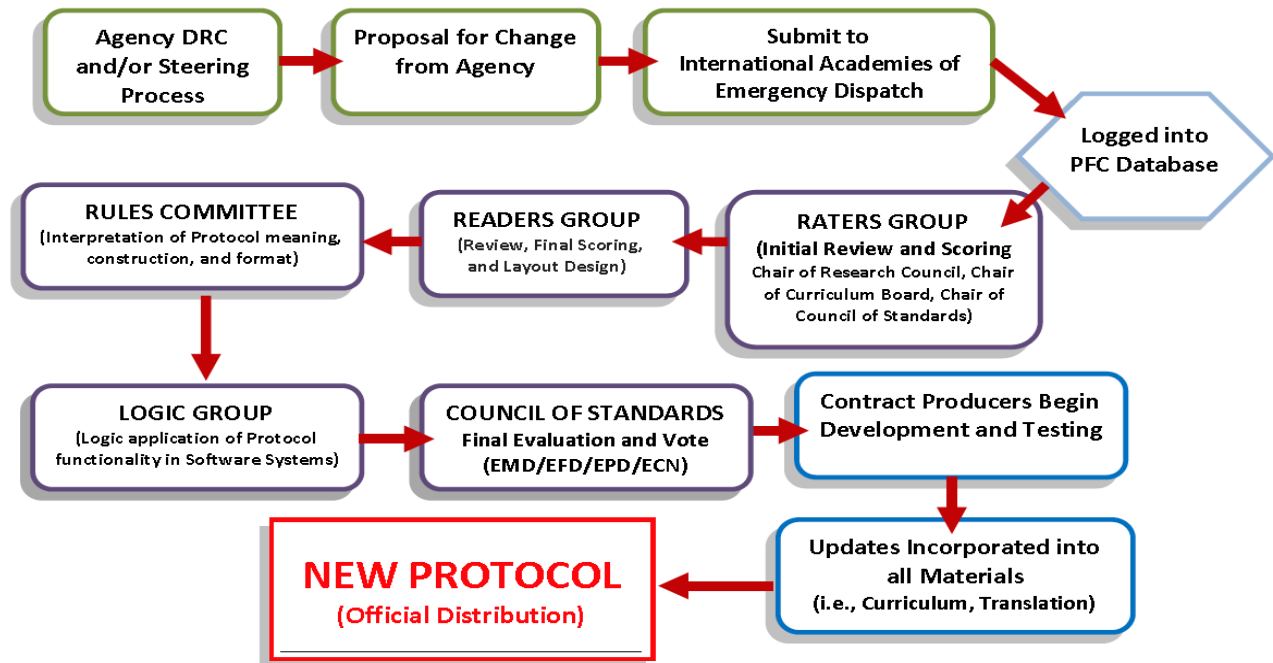 Agency DRC
and/or Steering
Process
Proposal for Change
from Agency
Submit to
International Academies of
Emergency Dispatch
Logged into
PFC Database
RATERS GROUP
(Initial Review and Scoring
Chair of Research Council, Chair
of Curriculum Board, Chair of
Council of Standards)
READERS GROUP
(Review, Final Scoring,
and Layout Design)
RULES COMMITTEE
(Interpretation of Protocol meaning,
construction, and format)
LOGIC GROUP
(Logic application of Protocol
functionality in Software Systems)
COUNCIL OF STANDARDS
Final Evaluation and Vote
(EMD/EFD/EPD/ECN)
Contract Producers Begin
Development and Testing
Updates Incorporated into
all Materials
(i.e., Curriculum, Translation)
NEW PROTOCOL
(Official Distribution)